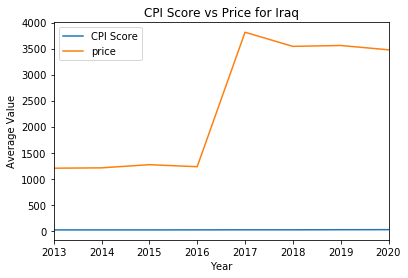 CPI Score vs Price for Iraq
CPI Score
price
Average Value
4000
3500
3000
2500
2000
1500
1000
500
0
2013 2014 2015 2016 2017 2018 2019 2020
Year